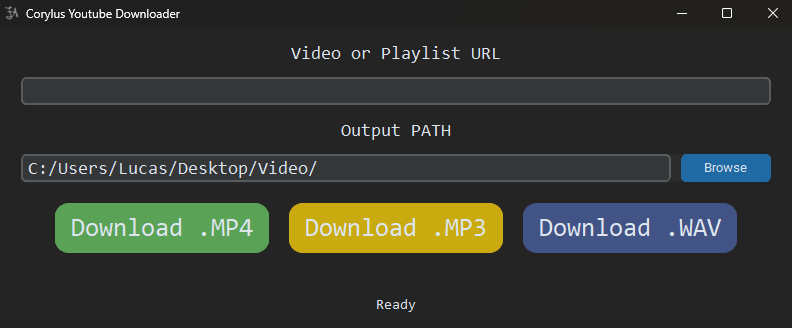 Corylus Youtube Downloader
Video or Playlist URL
Output PATH
C:/Users/Lucas/Desktop/Video/ Browse
Download .MP4 Download .MP3 Download .WAV
Ready